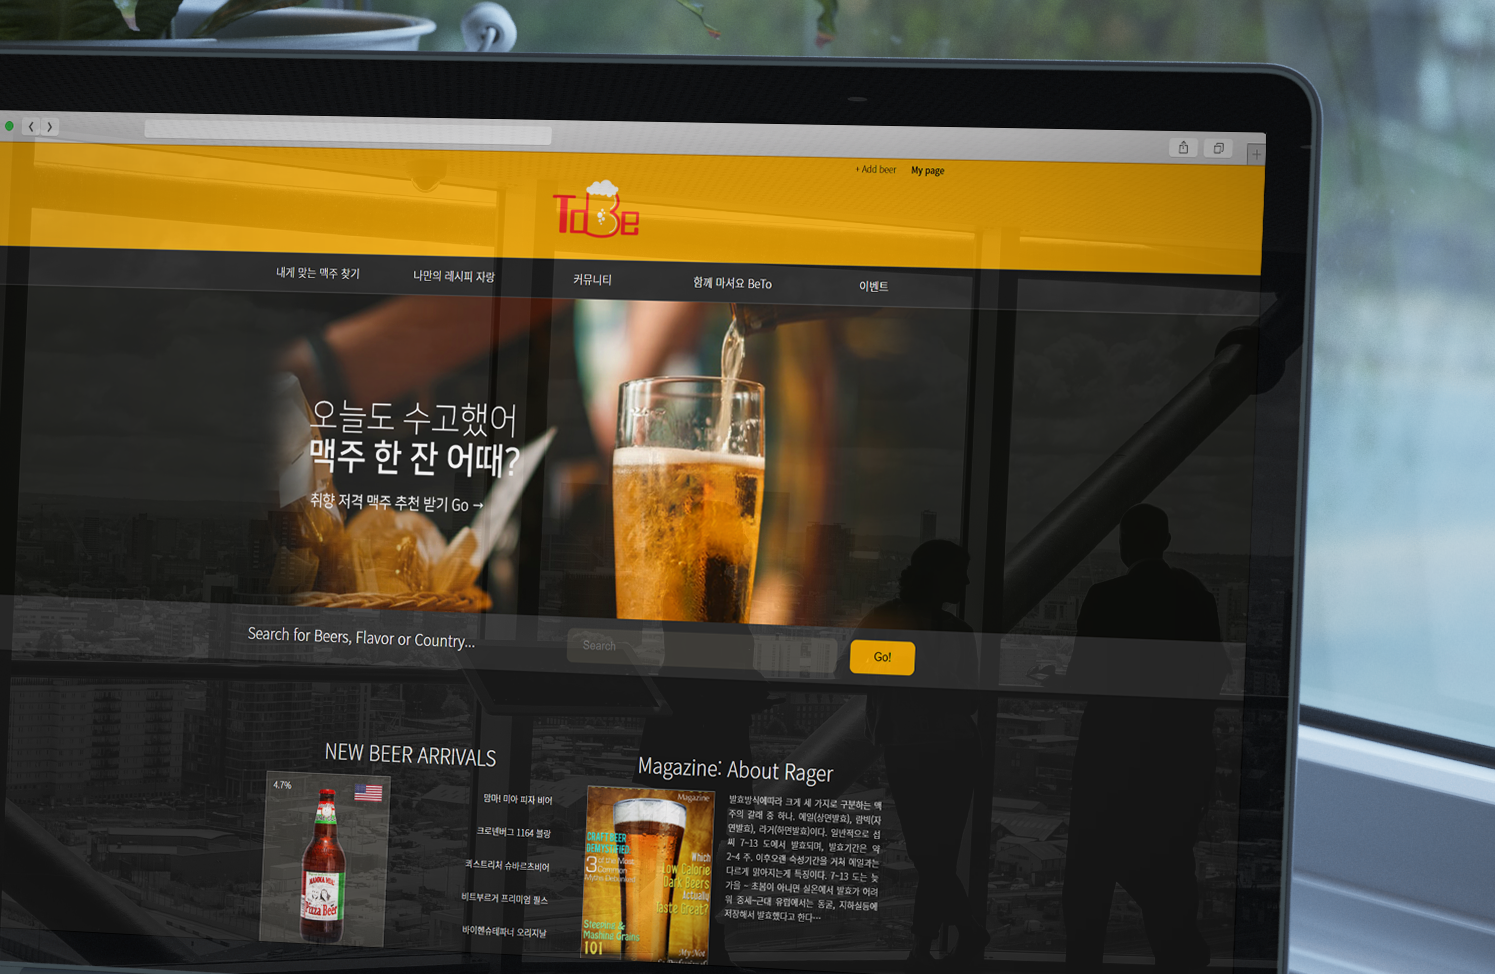 + Add beer My page
ToBe
내게 맞는 맥주 찾기 나만의 레시피 자랑 커뮤니티 함께 마셔요 BeTo 이벤트
오늘도 수고했어
맥주 한 잔 어때?
취향 저격 맥주 추천 받기 Go →
Search for Beers, Flavor or Country...
Search
Go!
NEW BEER ARRIVALS
4.7%
Pizza Beer
맘마! 미아 피자 비어
크로넨버그 1164 블랑
쾨스트리처 슈바르츠비어
비트부르거 프리미엄 필스
바이헨슈테파너 오리지날
Magazine: About Rager
Magazine
CRAFT BEER
DEMYSTIFIED
3 of the Most
Common
Myths Debunked!
Which
Low Calorie
Dark Beers
Actually
Taste Great?
Steeping &
Mashing Grains
101
My Not
발효방식에따라 크게 세 가지로 구분하는 맥
주의 갈래 중 하나. 에일(상면발효), 람빅(자
연발효), 라거(하면발효)이다. 일반적으로 섭
씨 7-13 도에서 발효되며, 발효기간은 약
2-4 주. 이후오랜 숙성기간을 거쳐 에일과는
다르게 맑아지는게 특징이다. 7-13 도는 늦
가을 – 초봄이 아니면 실온에서 발효가 어려
워 중세~근대 유럽에서는 동굴, 지하실등에
저장해서 발효했다고 한다…